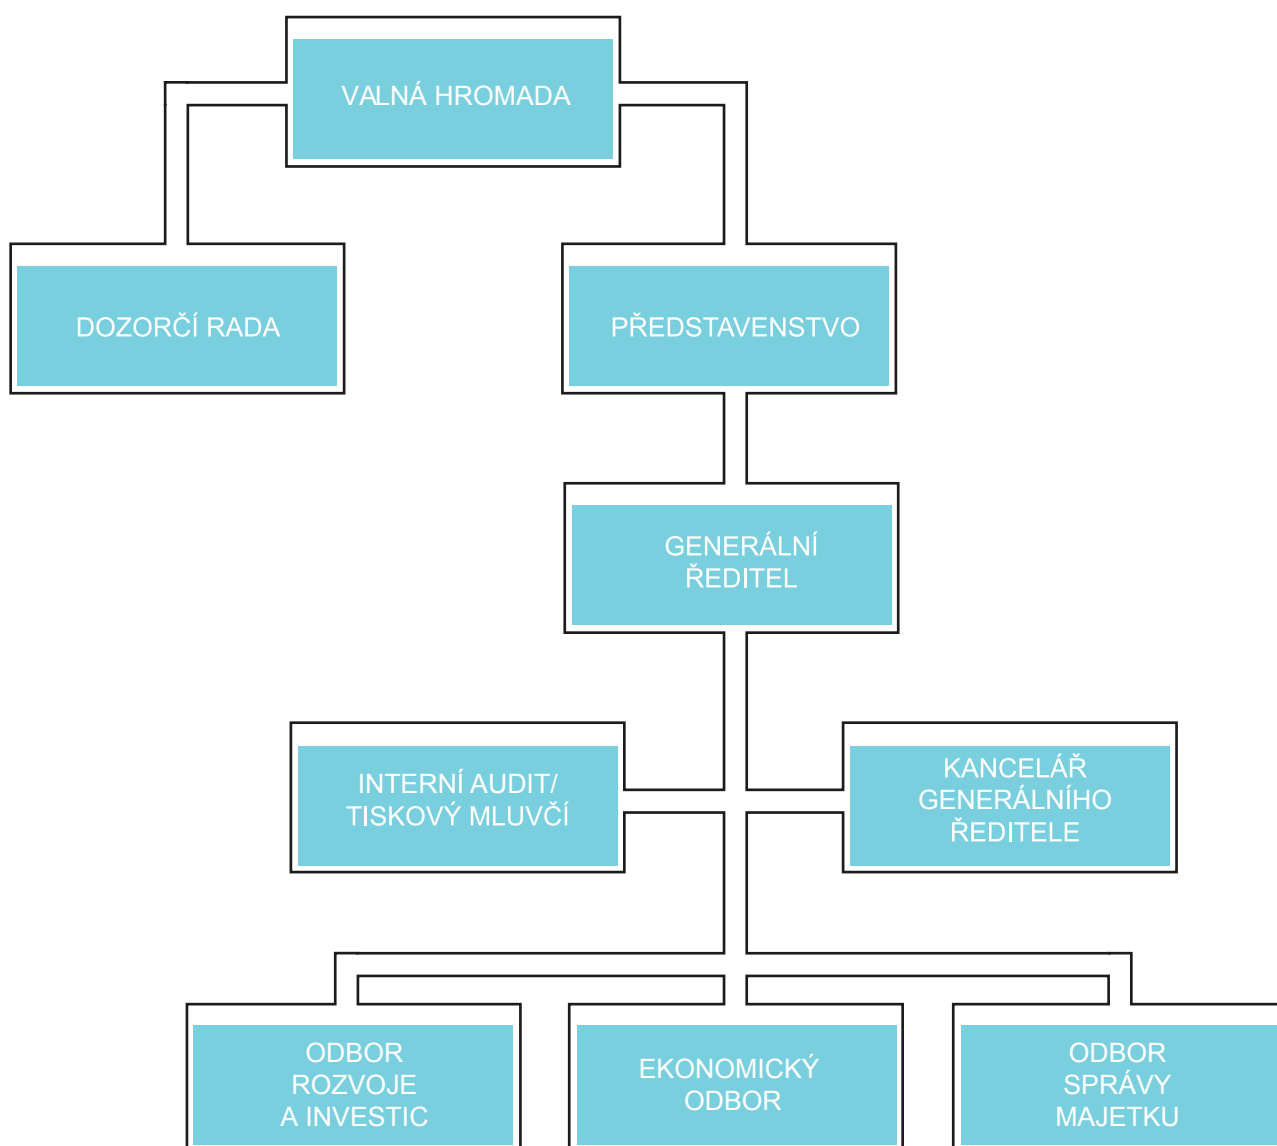 VALNÁ HROMADA
DOZORČÍ RADA
PŘEDSTAVENSTVO
GENERÁLNÍ
ŘEDITEL
INTERNÍ AUDIT/
TISKOVÝ MLUVČÍ
KANCELÁŘ
GENERÁLNÍHO
ŘEDITELE
ODBOR
ROZVOJE
A INVESTIC
EKONOMICKÝ
ODBOR
ODBOR
SPRÁVY
MAJETKU